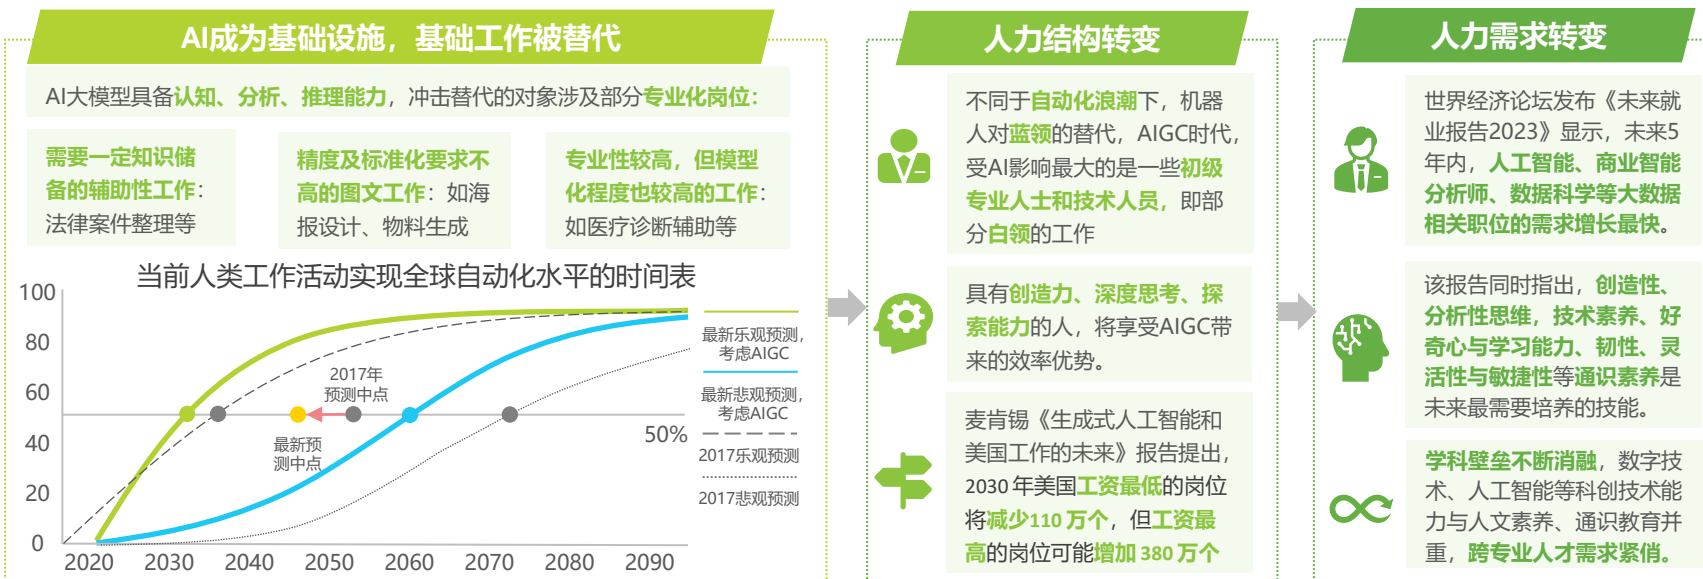 AI成为基础设施，基础工作被替代
AI大模型具备认知、分析、推理能力，冲击替代的对象涉及部分专业化岗位：
需要一定知识储
备的辅助性工作：
法律案件整理等
精度及标准化要求不
高的图文工作：如海
报设计、物料生成
专业性较高，但模型
化程度也较高的工作：
如医疗诊断辅助等
当前人类工作活动实现全球自动化水平的时间表
100
80
60
40
20
0
2020
2030
2040
2050
2060
2070
2080
2090
2017年
预测中点
最新预
测中点
50%
最新乐观预测，
考虑AIGC
最新悲观预测，
考虑AIGC
2017乐观预测
2017悲观预测
人力结构转变
不同于自动化浪潮下，机器
人对蓝领的替代，AIGC时代，
受AI影响最大的是一些初级
专业人士和技术人员，即部
分白领的工作
具有创造力、深度思考、探
索能力的人，将享受AIGC带
来的效率优势。
麦肯锡《生成式人工智能和
美国工作的未来》报告提出，
2030 年美国工资最低的岗位
将减少110 万个，但工资最
高的岗位可能增加 380 万个
人力需求转变
世界经济论坛发布《未来就
业报告2023》显示，未来5
年内，人工智能、商业智能
分析师、数据科学等大数据
相关职位的需求增长最快。
该报告同时指出，创造性、
分析性思维，技术素养、好
奇心与学习能力、韧性、灵
活性与敏捷性等通识素养是
未来最需要培养的技能。
学科壁垒不断消融，数字技
术、人工智能等科创技术能
力与人文素养、通识教育并
重，跨专业人才需求紧俏。